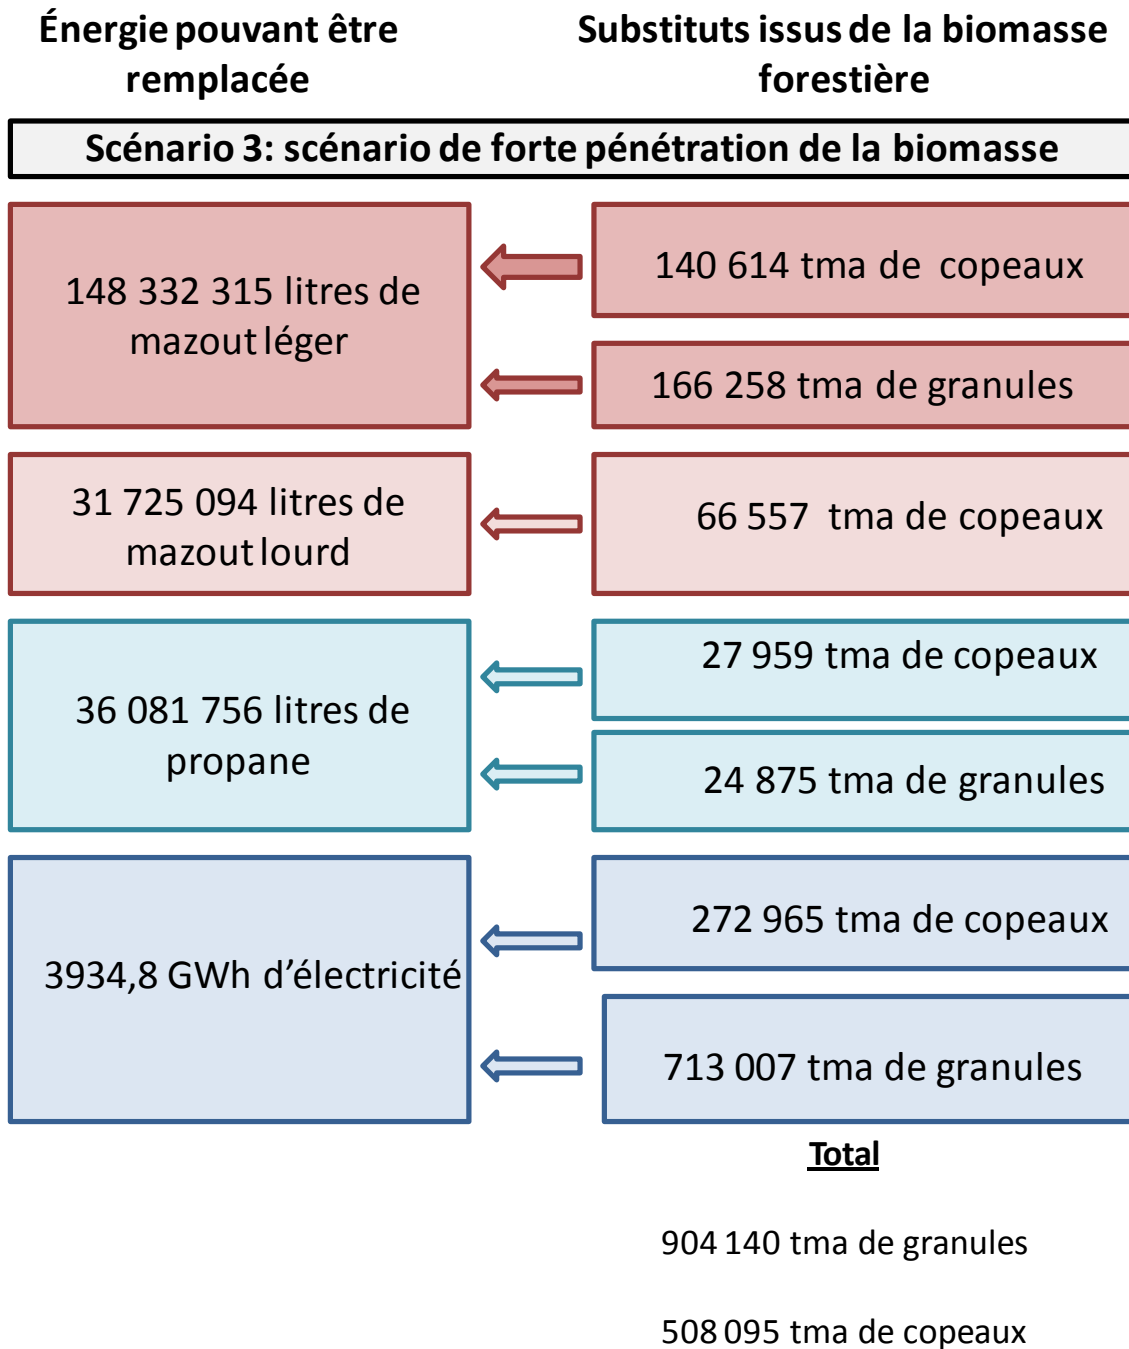 Énergie pouvant être
remplacée
Substituts issus de la biomasse
forestière
Scénario 3: scénario de forte pénétration de la biomasse
148 332 315 litres de
mazout léger
140 614 tma de copeaux
166 258 tma de granules
31 725 094 litres de
mazout lourd
66 557 tma de copeaux
36 081 756 litres de
propane
27 959 tma de copeaux
24 875 tma de granules
3934,8 GWh d’électricité
272 965 tma de copeaux
713 007 tma de granules
Total
904 140 tma de granules
508 095 tma de copeaux